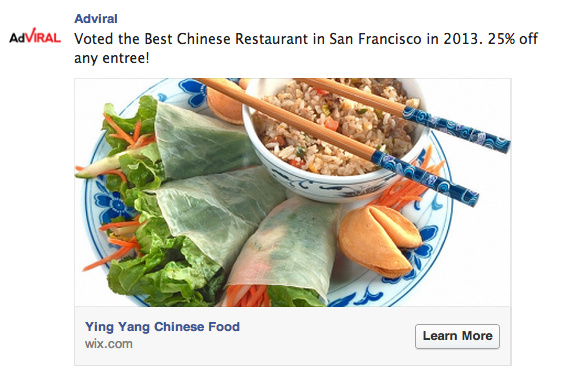 Adviral
AdVIRAL
Voted the Best Chinese Restaurant in San Francisco in 2013. 25% off
any entree!
Ying Yang Chinese Food
wix.com
Learn More